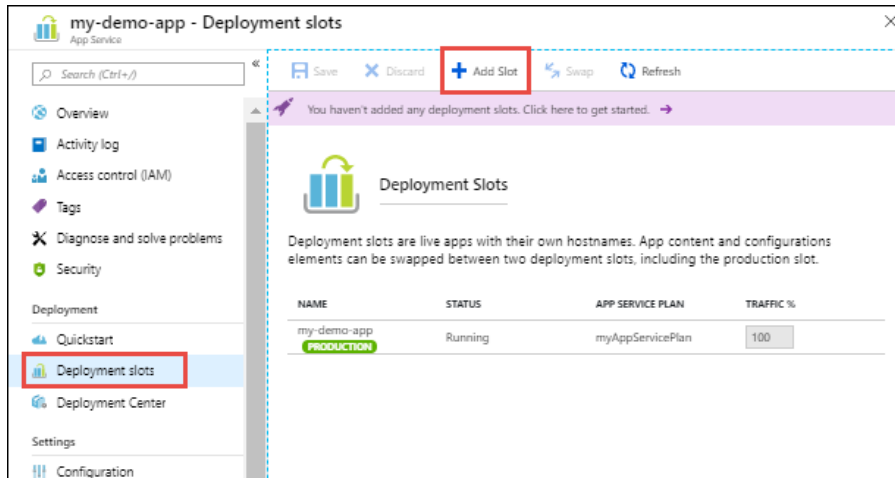 my-demo-app - Deployment slots
App Service
Search (Ctrl+/)
Overview
Activity log
Access control (IAM)
Tags
Diagnose and solve problems
Security
Deployment
Quickstart
Deployment slots
Deployment Center
Settings
Configuration
Save Discard Add Slot Swap Refresh
You haven't added any deployment slots. Click here to get started.
Deployment Slots
Deployment slots are live apps with their own hostnames. App content and configurations
elements can be swapped between two deployment slots, including the production slot.
NAME STATUS APP SERVICE PLAN TRAFFIC %
my-demo-app Running myAppServicePlan 100
PRODUCTION